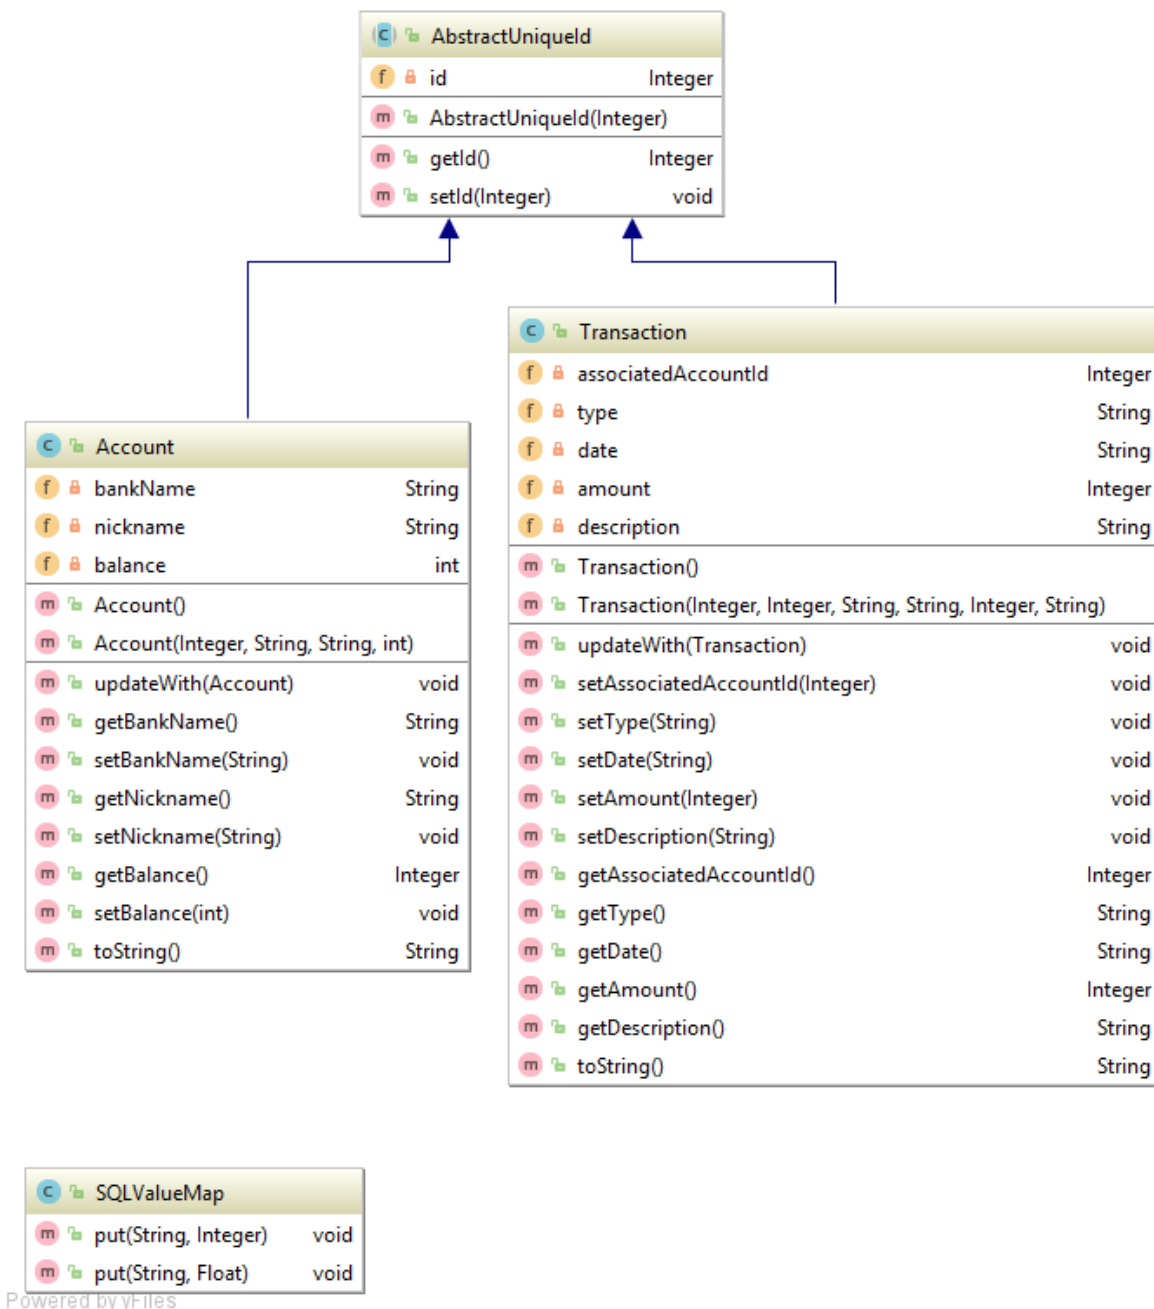 AbstractUniqueId
id Integer
AbstractUniqueId(Integer)
getId() Integer
setId(Integer) void
Transaction
associatedAccountId Integer
type String
date String
amount Integer
description String
Transaction()
Transaction(Integer, Integer, String, String, Integer, String)
updateWith(Transaction) void
setAssociatedAccountId(Integer) void
setType(String) void
setDate(String) void
setAmount(Integer) void
setDescription(String) void
getAssociatedAccountId() Integer
getType() String
getDate() String
getAmount() Integer
getDescription() String
toString() String
Account
bankName String
nickname String
balance int
Account()
Account(Integer, String, String, int)
updateWith(Account) void
getBankName() String
setBankName(String) void
getNickname() String
setNickname(String) void
getBalance() Integer
setBalance(int) void
toString() String
SQLValueMap
put(String, Integer) void
put(String, Float) void
Powered by yFiles